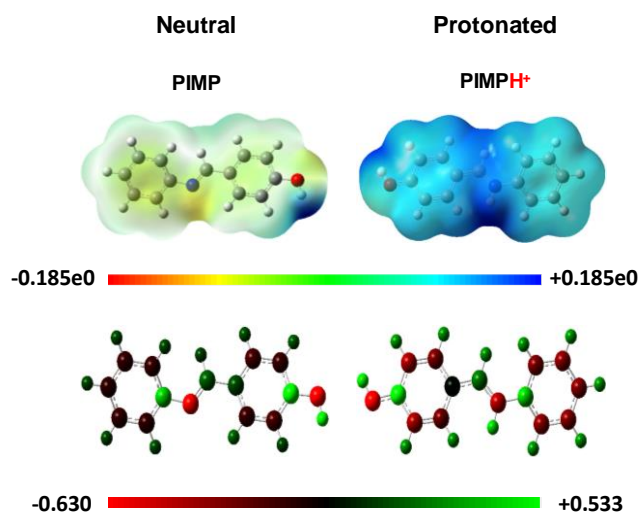 Neutral Protonated
PIMP PIMPH⁺
-0.185e0 +0.185e0
-0.630 +0.533